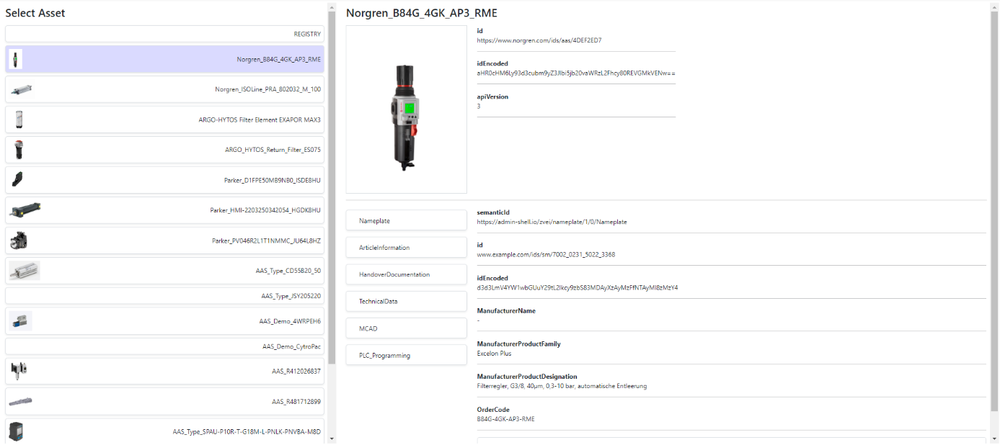 Select Asset
REGISTRY
Norgren_B84G_4GK_AP3_RME
Norgren_ISOLine_PRA_802032_M_100
ARGO-HYTOS Filter Element EXAPOR MAX3
ARGO_HYTOS_Return_Filter_ES075
Parker_D1FPE50MB9NB0_ISDE8HU
Parker_HMI-2203250342054_HGDK8HU
Parker_PV046R2L1T1NMMC_JU64L8HZ
AAS_Type_CD55B20_50
AAS_Type_JSY205220
AAS_Demo_4WRPEH6
AAS_Demo_CytroPac
AAS_R412026837
AAS_R481712899
AAS_Type_SPAU-P10R-T-G18M-L-PNLK-PNVBA-M8D
Norgren_B84G_4GK_AP3_RME
id
https://www.norgren.com/ids/aas/4DEF2ED7
idEncoded
aHR0cHM6Ly93d3cubm9yZ3Jlbi5jb20vaWRzL2Fhcy80REVGMkVENw==
apiVersion
3
Nameplate
ArticleInformation
HandoverDocumentation
TechnicalData
MCAD
PLC_Programming
semanticId
https://admin-shell.io/zvei/nameplate/1/0/Nameplate
id
www.example.com/ids/sm/7002_0231_5022_3368
idEncoded
d3d3LmV4YW1wbGUuY29tL2lkcy9zbS83MDAyXzAyMzFfNTAyMl8zMzY4
ManufacturerName
-
ManufacturerProductFamily
Excelon Plus
ManufacturerProductDesignation
Filterregler, G3/8, 40µm, 0,3-10 bar, automatische Entleerung
OrderCode
B84G-4GK-AP3-RME